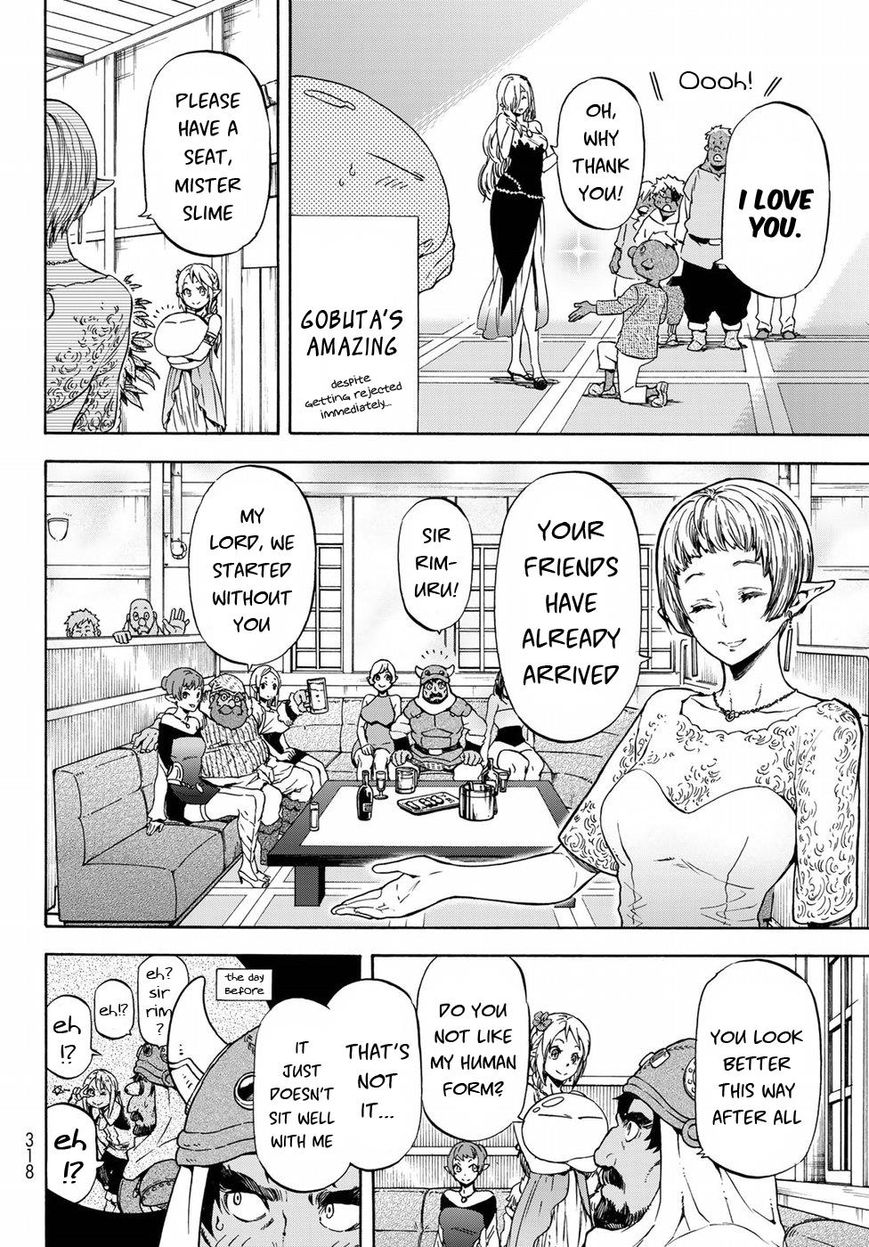 Oooh!
I LOVE
YOU.
OH,
WHY
THANK
YOU!
GOBUTA'S
AMAZING
despite
getting rejected
immediately...
PLEASE
HAVE A
SEAT,
MISTER
SLIME
YOUR
FRIENDS
HAVE
ALREADY
ARRIVED
SIR
RIM-
URU!
MY
LORD, WE
STARTED
WITHOUT
YOU
YOU LOOK
BETTER
THIS WAY
AFTER ALL
DO YOU
NOT LIKE
MY HUMAN
FORM?
THAT'S
NOT
IT...
IT
JUST
DOESN'T
SIT WELL
WITH ME
the day
before
eh?
sir
rim
?
eh!?
eh
!?
eh
!?
318